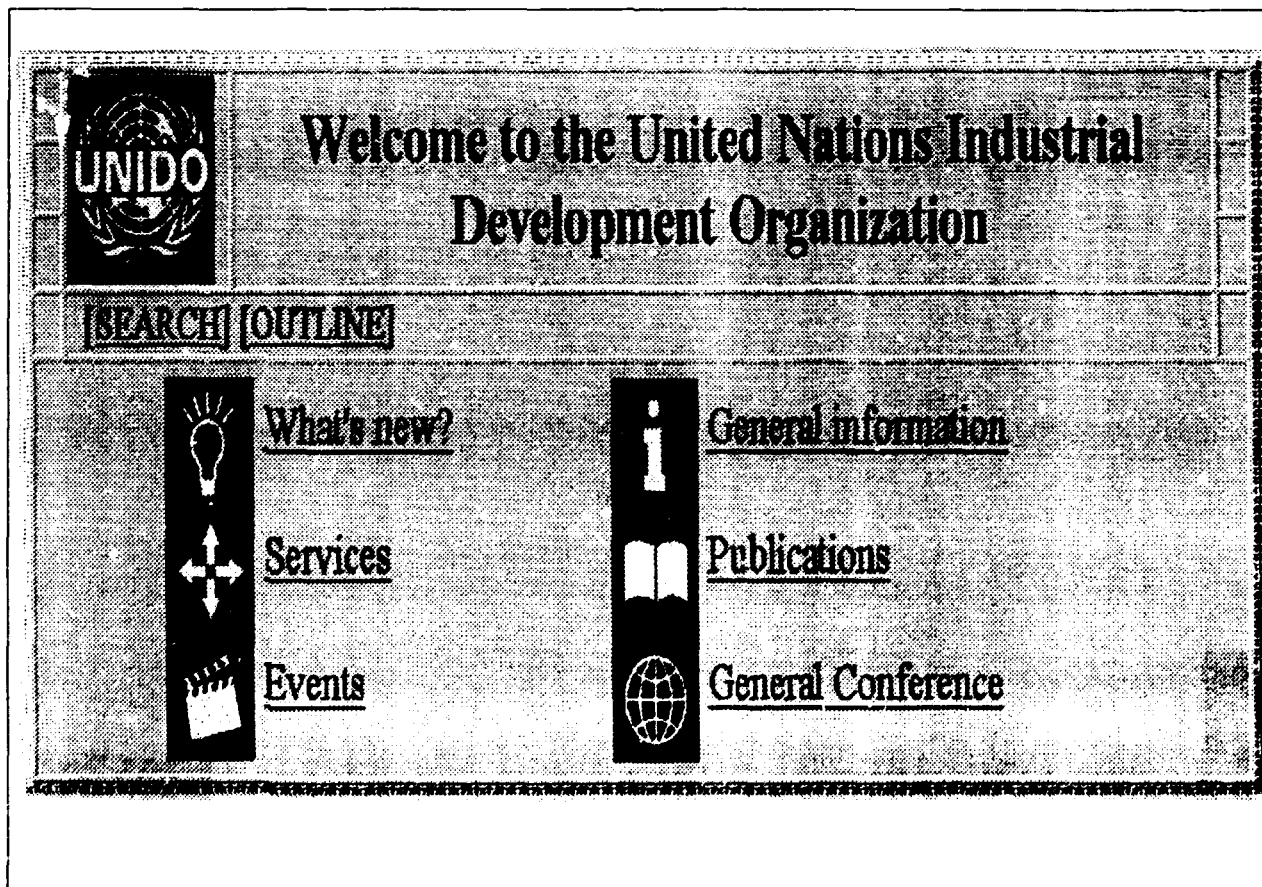 UNIDO
Welcome to the United Nations Industrial
Development Organization
[SEARCH] [OUTLINE]
What's new?
General information
Services
Publications
Events
General Conference